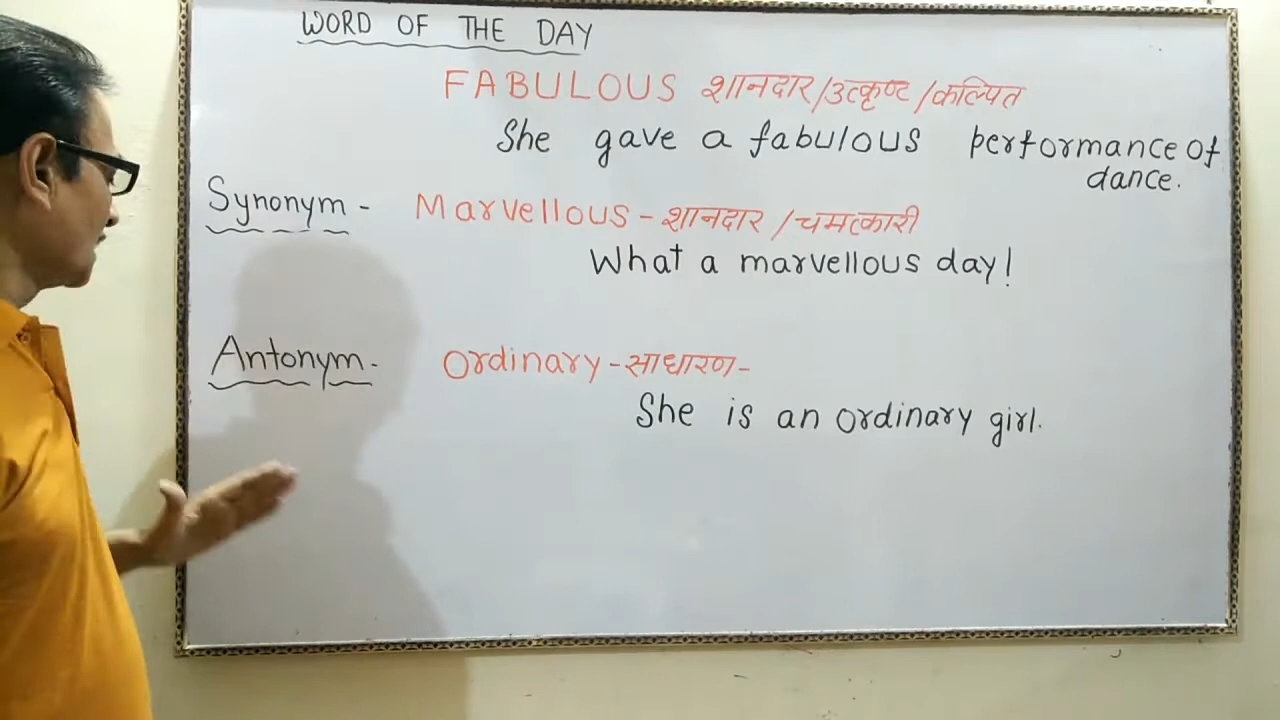 WORD OF THE DAY
FABULOUS शानदार/उत्कृष्ट/कल्पित
She gave a fabulous performance of
dance.
Synonym - Marvellous - शानदार/चमत्कारी
What a marvellous day!
Antonym - Ordinary - साधारण-
She is an ordinary girl.